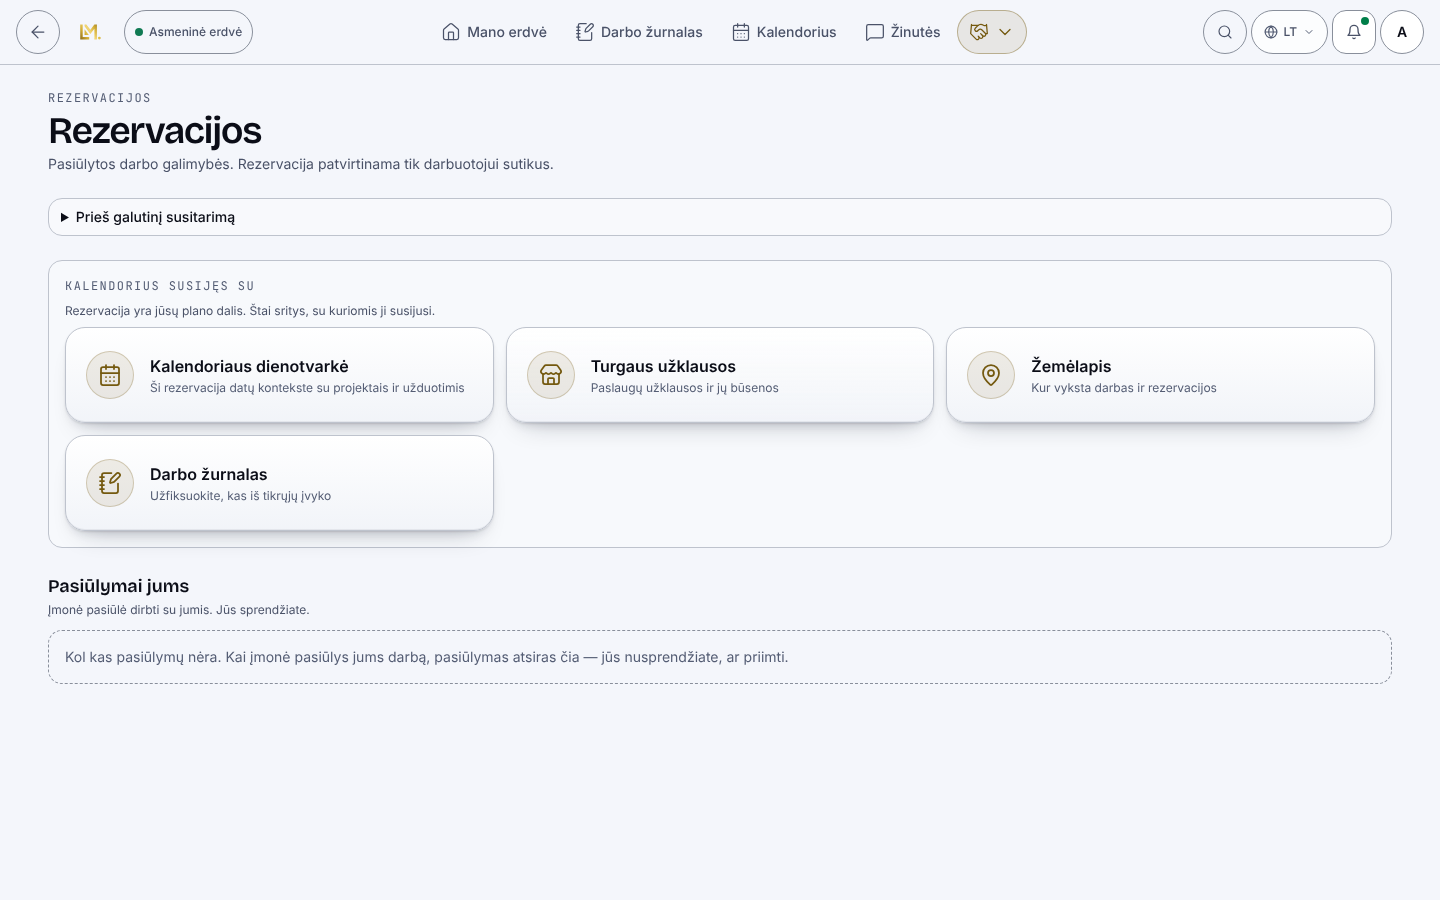 LM.
Asmeninė erdvė
Mano erdvė
Darbo žurnalas
Kalendorius
Žinutės
LT
A
REZERVACIJOS
Rezervacijos
Pasiūlytos darbo galimybės. Rezervacija patvirtinama tik darbuotojui sutikus.
Prieš galutinį susitarimą
KALENDORIUS SUSIJĘS SU
Rezervacija yra jūsų plano dalis. Štai sritys, su kuriomis ji susijusi.
Kalendoriaus dienotvarkė
Ši rezervacija datų kontekste su projektais ir užduotimis
Turgaus užklausos
Paslaugų užklausos ir jų būsenos
Žemėlapis
Kur vyksta darbas ir rezervacijos
Darbo žurnalas
Užfiksuokite, kas iš tikrųjų įvyko
Pasiūlymai jums
Įmonė pasiūlė dirbti su jumis. Jūs sprendžiate.
Kol kas pasiūlymų nėra. Kai įmonė pasiūlys jums darbą, pasiūlymas atsiras čia — jūs nusprendžiate, ar priimti.